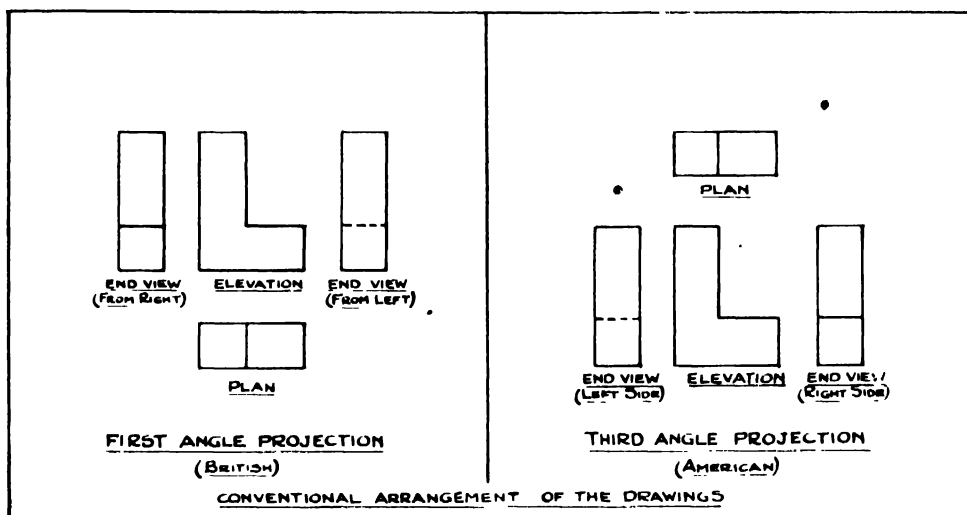 END VIEW
(FROM RIGHT)
ELEVATION
END VIEW
(FROM LEFT)
PLAN
FIRST ANGLE PROJECTION
(BRITISH)
PLAN
END VIEW
(LEFT SIDE)
ELEVATION
END VIEW
(RIGHT SIDE)
THIRD ANGLE PROJECTION
(AMERICAN)
CONVENTIONAL ARRANGEMENT OF THE DRAWINGS